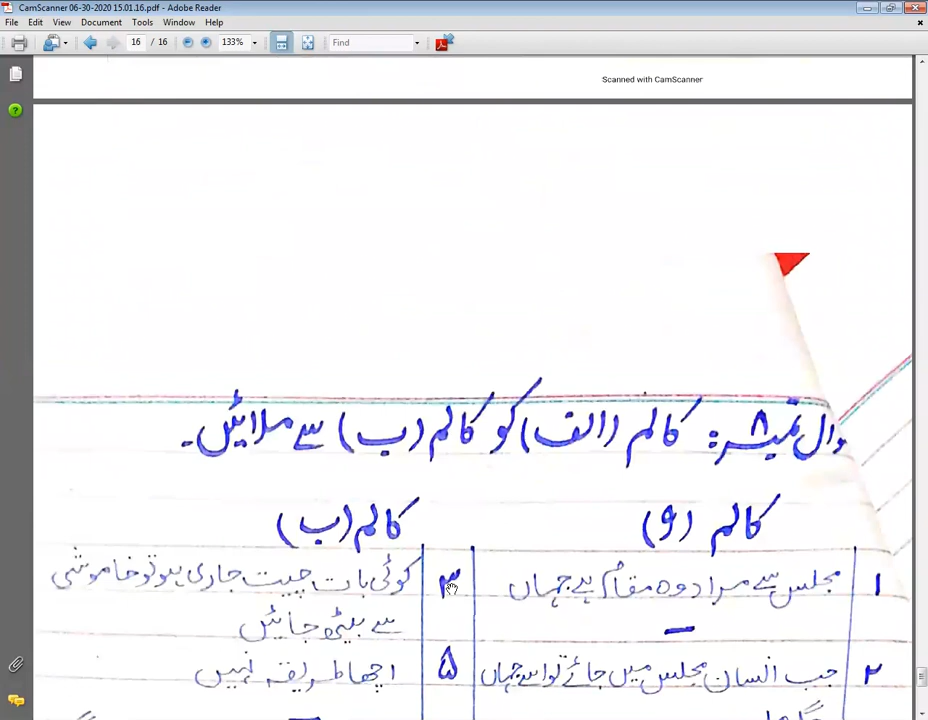 CamScanner 06-30-2020 15.01.16.pdf - Adobe Reader
File Edit View Document Tools Window Help
16 / 16 133% Find
Scanned with CamScanner
وال نمبر ۸: کالم (الف) کو کالم (ب) سے ملائیں۔
کالم (و) کالم (ب)
۱ مجلس سے مراد وہ مقام ہے جہاں ۳ کوئی بات چیت جاری ہو تو خاموشی
سے بیٹھ جائیں
۲ جب انسان مجلس میں جائے تو اسے جہاں ۵ اچھا طریقہ نہیں